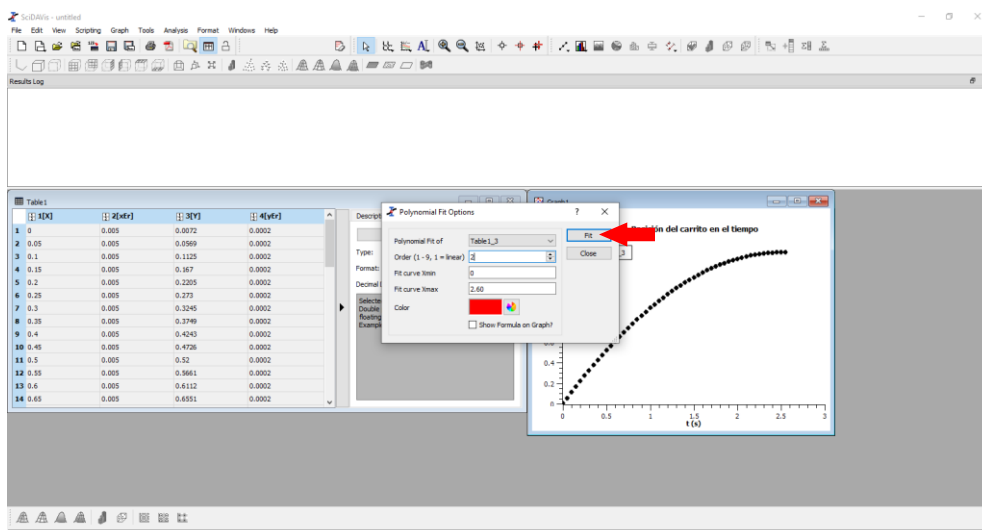 SciDAVis - untitled
File Edit View Scripting Graph Tools Analysis Format Windows Help
Results Log
Table1
1[X] 2[xEr] 3[Y] 4[yEr]
1 0 0.005 0.0072 0.0002
2 0.05 0.005 0.0569 0.0002
3 0.1 0.005 0.1125 0.0002
4 0.15 0.005 0.167 0.0002
5 0.2 0.005 0.2205 0.0002
6 0.25 0.005 0.273 0.0002
7 0.3 0.005 0.3245 0.0002
8 0.35 0.005 0.3749 0.0002
9 0.4 0.005 0.4243 0.0002
10 0.45 0.005 0.4726 0.0002
11 0.5 0.005 0.52 0.0002
12 0.55 0.005 0.5661 0.0002
13 0.6 0.005 0.6112 0.0002
14 0.65 0.005 0.6551 0.0002
Descript
Type:
Format:
Decimal
Selecte
Double
floating
Exampl
Polynomial Fit Options ? ×
Polynomial Fit of Table1_3
Order (1 - 9, 1 = linear) 2
Fit curve Xmin 0
Fit curve Xmax 2.60
Color
Show Formula on Graph?
Fit
Close
Graph1
del carrito en el tiempo
_3
0.4
0.2
0
0 0.5 1 1.5 2 2.5 3
t (s)